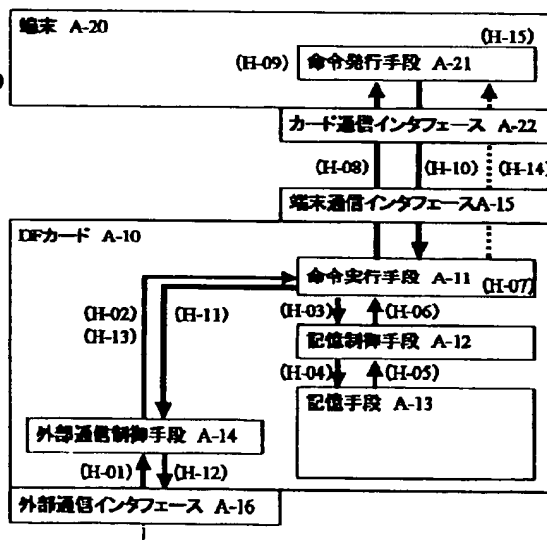 端末 A-20
(H-15)
(H-09) 命令発行手段 A-21
カード通信インタフェース A-22
(H-08) (H-10) (H-14)
端末通信インタフェースA-15
IFカード A-10
命令実行手段 A-11 (H-07)
(H-02) (H-11) (H-03) (H-06)
(H-13)
記憶制御手段 A-12
(H-04) (H-05)
記憶手段 A-13
外部通信制御手段 A-14
(H-01) (H-12)
外部通信インタフェース A-16